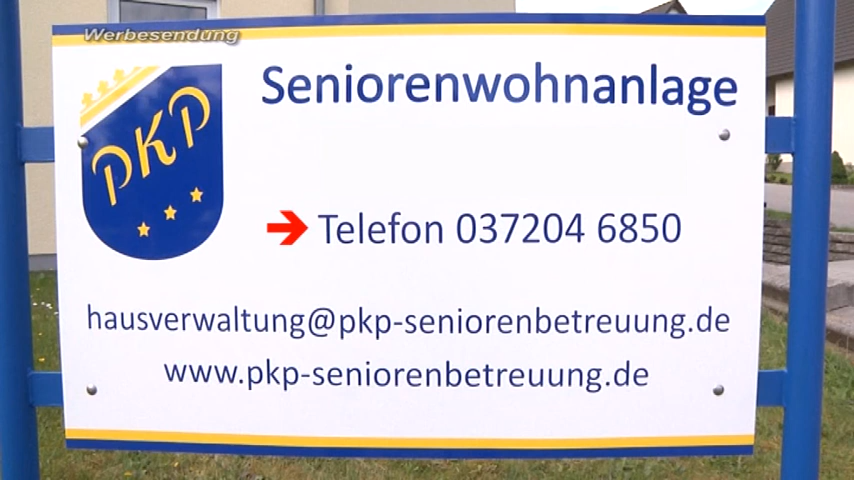 Werbesendung
PKP
Seniorenwohnanlage
Telefon 037204 6850
hausverwaltung@pkp-seniorenbetreuung.de
www.pkp-seniorenbetreuung.de